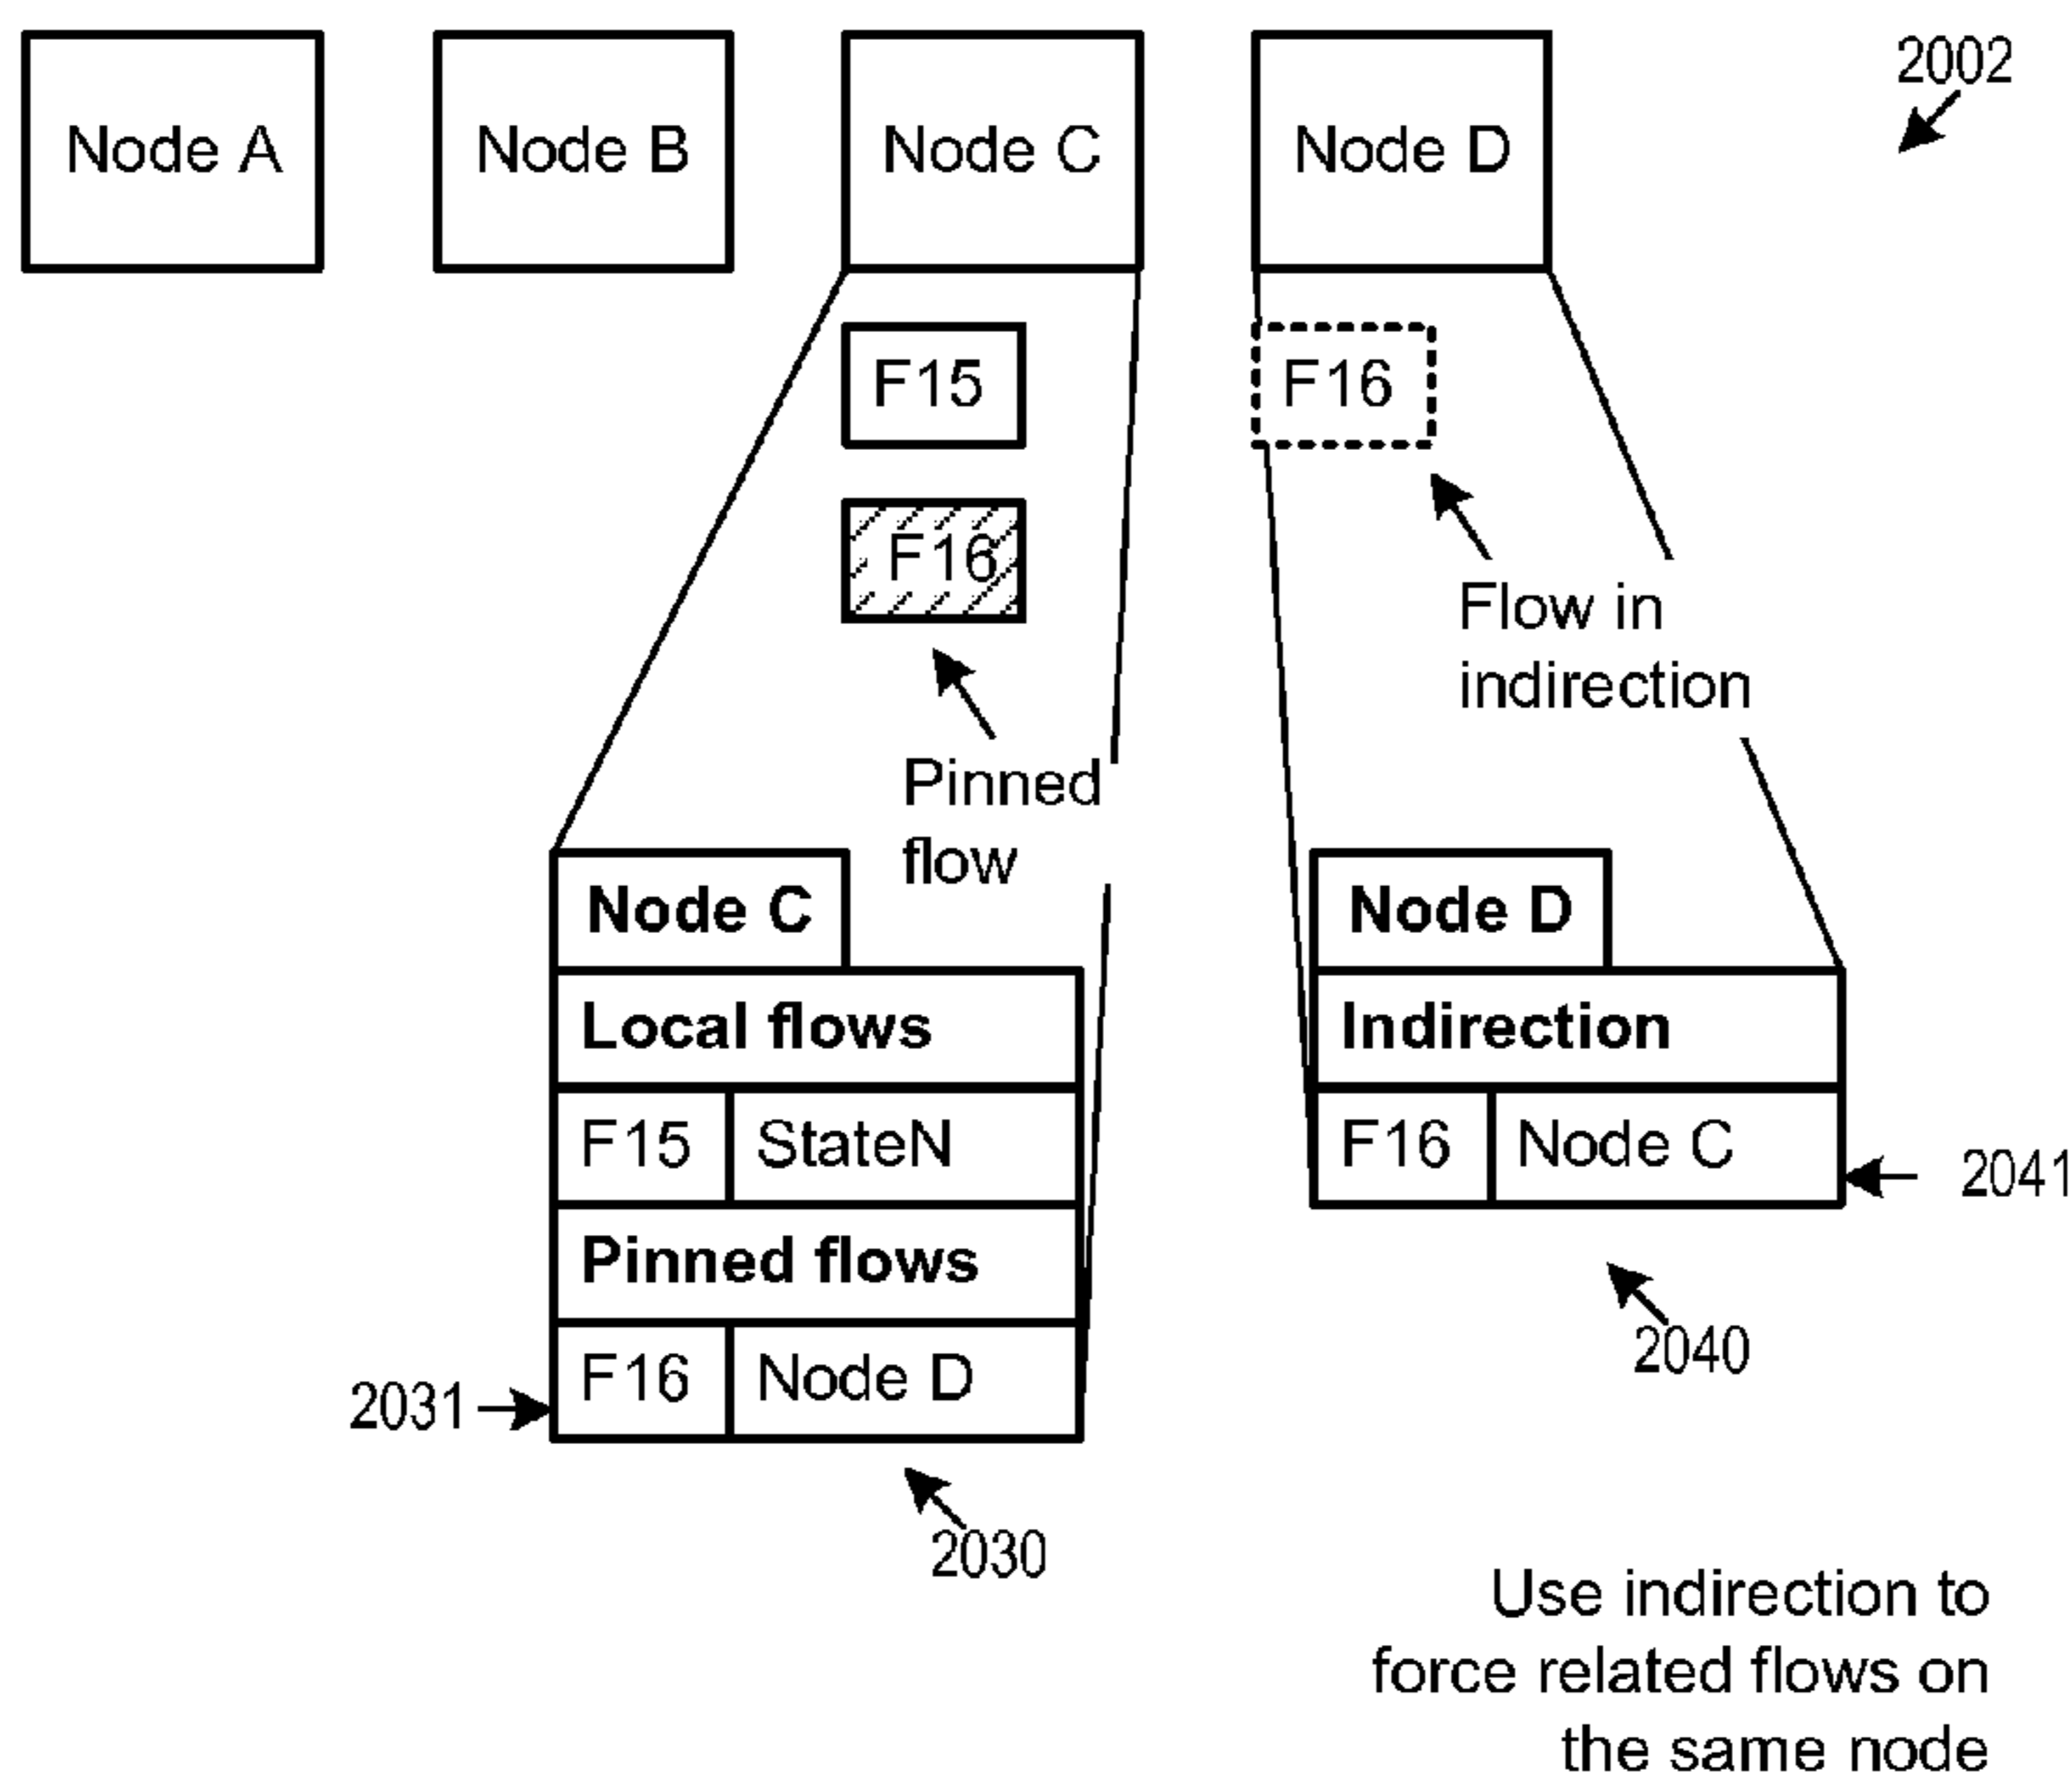 Node A
Node B
Node C
Node D
2002
F15
F16
F16
Flow in
indirection
Pinned
flow
Node C
Local flows
F15 StateN
Pinned flows
F16 Node D
2031
2030
Node D
Indirection
F16 Node C
2041
2040
Use indirection to
force related flows on
the same node